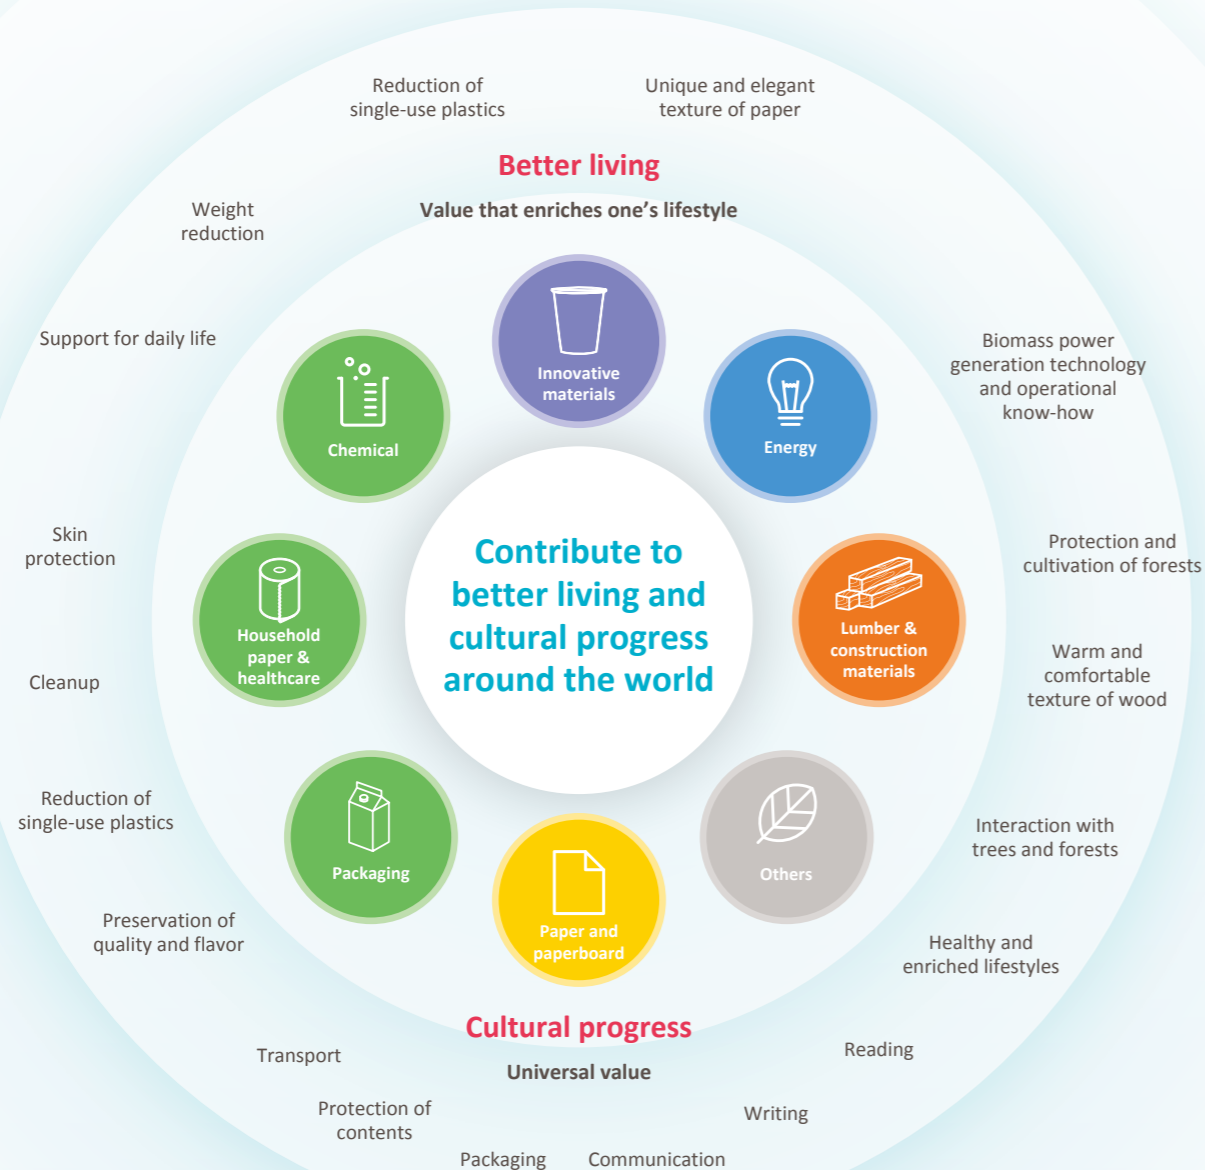 Reduction of
single-use plastics
Unique and elegant
texture of paper
Better living
Value that enriches one’s lifestyle
Weight
reduction
Support for daily life
Biomass power
generation technology
and operational
know-how
Innovative
materials
Chemical
Energy
Skin
protection
Protection and
cultivation of forests
Contribute to
better living and
cultural progress
around the world
Household
paper &
healthcare
Lumber &
construction
materials
Cleanup
Warm and
comfortable
texture of wood
Reduction of
single-use plastics
Interaction with
trees and forests
Packaging
Others
Paper and
paperboard
Preservation of
quality and flavor
Healthy and
enriched lifestyles
Cultural progress
Universal value
Transport
Reading
Protection of
contents
Writing
Packaging
Communication